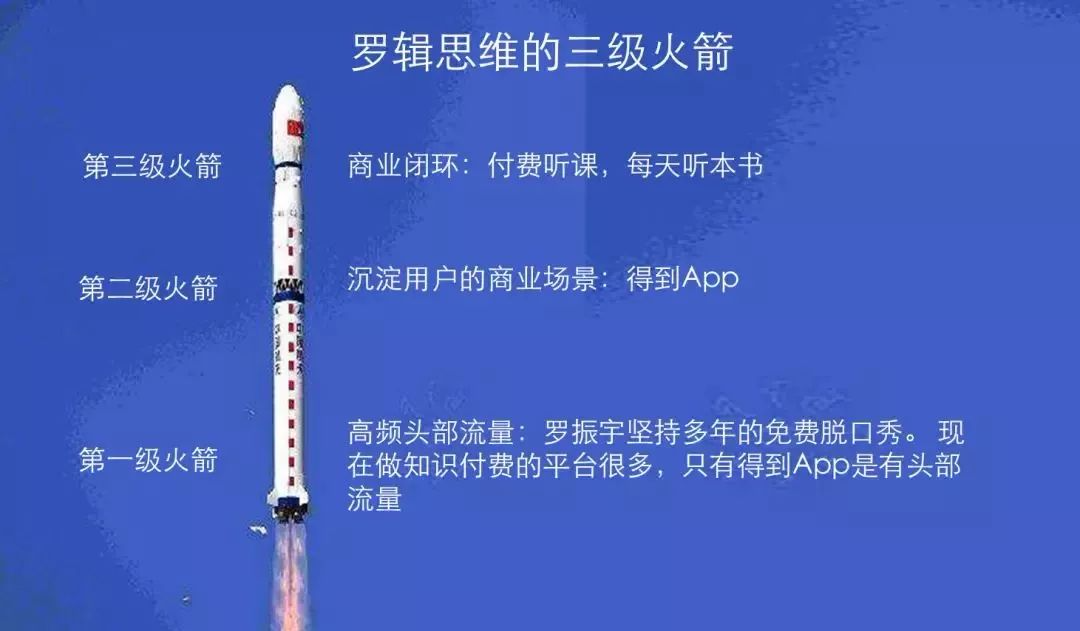 罗辑思维的三级火箭
第三级火箭
商业闭环：付费听课，每天听本书
第二级火箭
沉淀用户的商业场景：得到App
第一级火箭
高频头部流量：罗振宇坚持多年的免费脱口秀。 现
在做知识付费的平台很多，只有得到App是有头部
流量